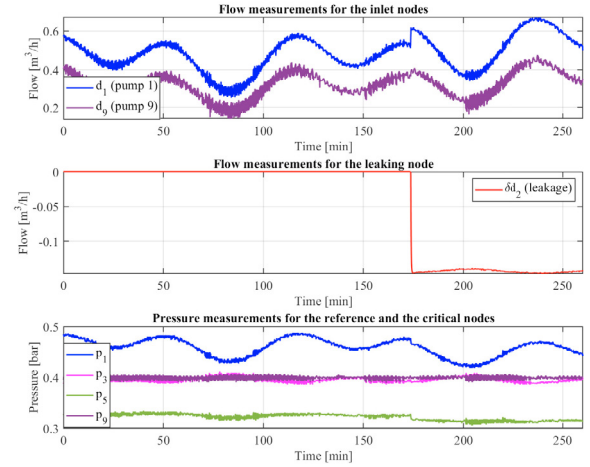 Flow measurements for the inlet nodes
0.6
0.4
0.2
Flow [m³/h]
d₁ (pump 1)
d₉ (pump 9)
0 50 100 150 200 250
Time [min]
Flow measurements for the leaking node
0
-0.05
-0.1
Flow [m³/h]
δd₂ (leakage)
0 50 100 150 200 250
Time [min]
Pressure measurements for the reference and the critical nodes
0.5
0.4
0.3
Pressure [bar]
p₁
p₃
p₅
p₉
0 50 100 150 200 250
Time [min]